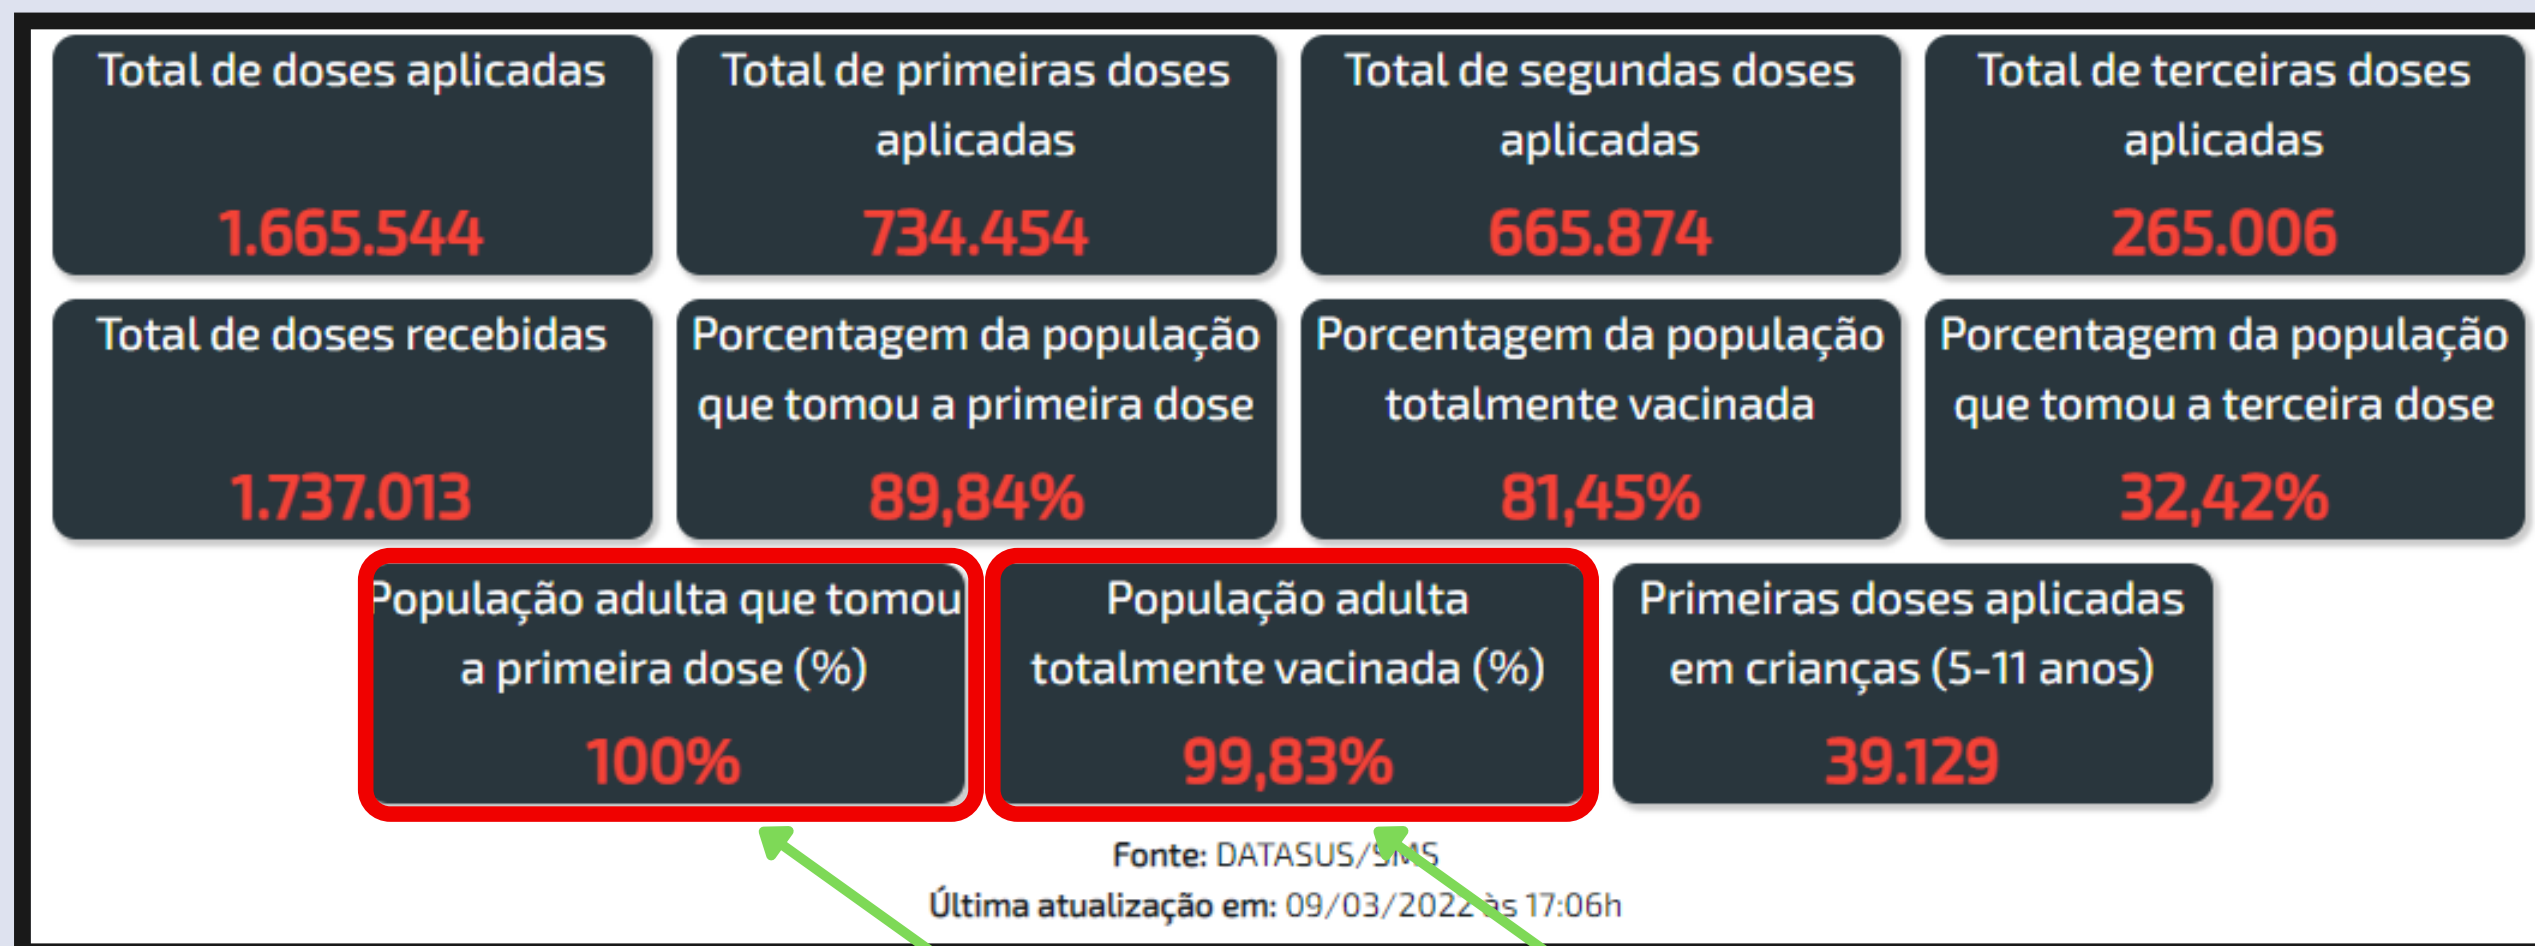 Total de doses aplicadas
1.665.544
Total de primeiras doses
aplicadas
734.454
Total de segundas doses
aplicadas
665.874
Total de terceiras doses
aplicadas
265.006
Total de doses recebidas
1.737.013
Porcentagem da população
que tomou a primeira dose
89,84%
Porcentagem da população
totalmente vacinada
81,45%
Porcentagem da população
que tomou a terceira dose
32,42%
População adulta que tomou
a primeira dose (%)
100%
População adulta
totalmente vacinada (%)
99,83%
Primeiras doses aplicadas
em crianças (5-11 anos)
39.129
Fonte: DATASUS/SMS
Última atualização em: 09/03/2022 às 17:06h